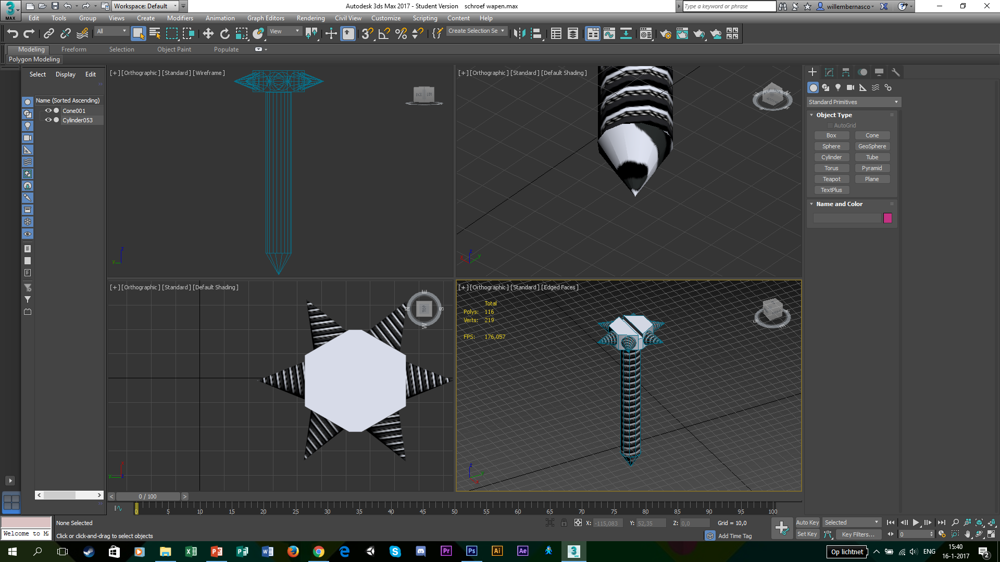 3 MAX Workspace: Default Autodesk 3ds Max 2017 - Student Version schroef wapen.max Type a keyword or phrase willembernasco
Edit Tools Group Views Create Modifiers Animation Graph Editors Rendering Civil View Customize Scripting Content Help
All View Create Selection Se
Modeling Freeform Selection Object Paint Populate
Polygon Modeling
Select Display Edit
Name (Sorted Ascending)
Cone001
Cylinder053
[+] [Orthographic] [Standard] [Wireframe]
[+] [Orthographic] [Standard] [Default Shading]
[+] [Orthographic] [Standard] [Default Shading]
TOP
E
S
W
N
[+] [Orthographic] [Standard] [Edged Faces]
Total
Polys: 116
Verts: 219
FPS: 176,057
Standard Primitives
Object Type
AutoGrid
Box Cone
Sphere GeoSphere
Cylinder Tube
Torus Pyramid
Teapot Plane
TextPlus
Name and Color
< 0 / 100 >
0 5 10 15 20 25 30 35 40 45 50 55 60 65 70 75 80 85 90 95 100
None Selected X: -115,083 Y: 52,35 Z: 0,0 Grid = 10,0 Auto Key Selected
Welcome to M
Click or click-and-drag to select objects Add Time Tag Set Key Key Filters... 0
Op lichtnet ENG 15:40
16-1-2017 2